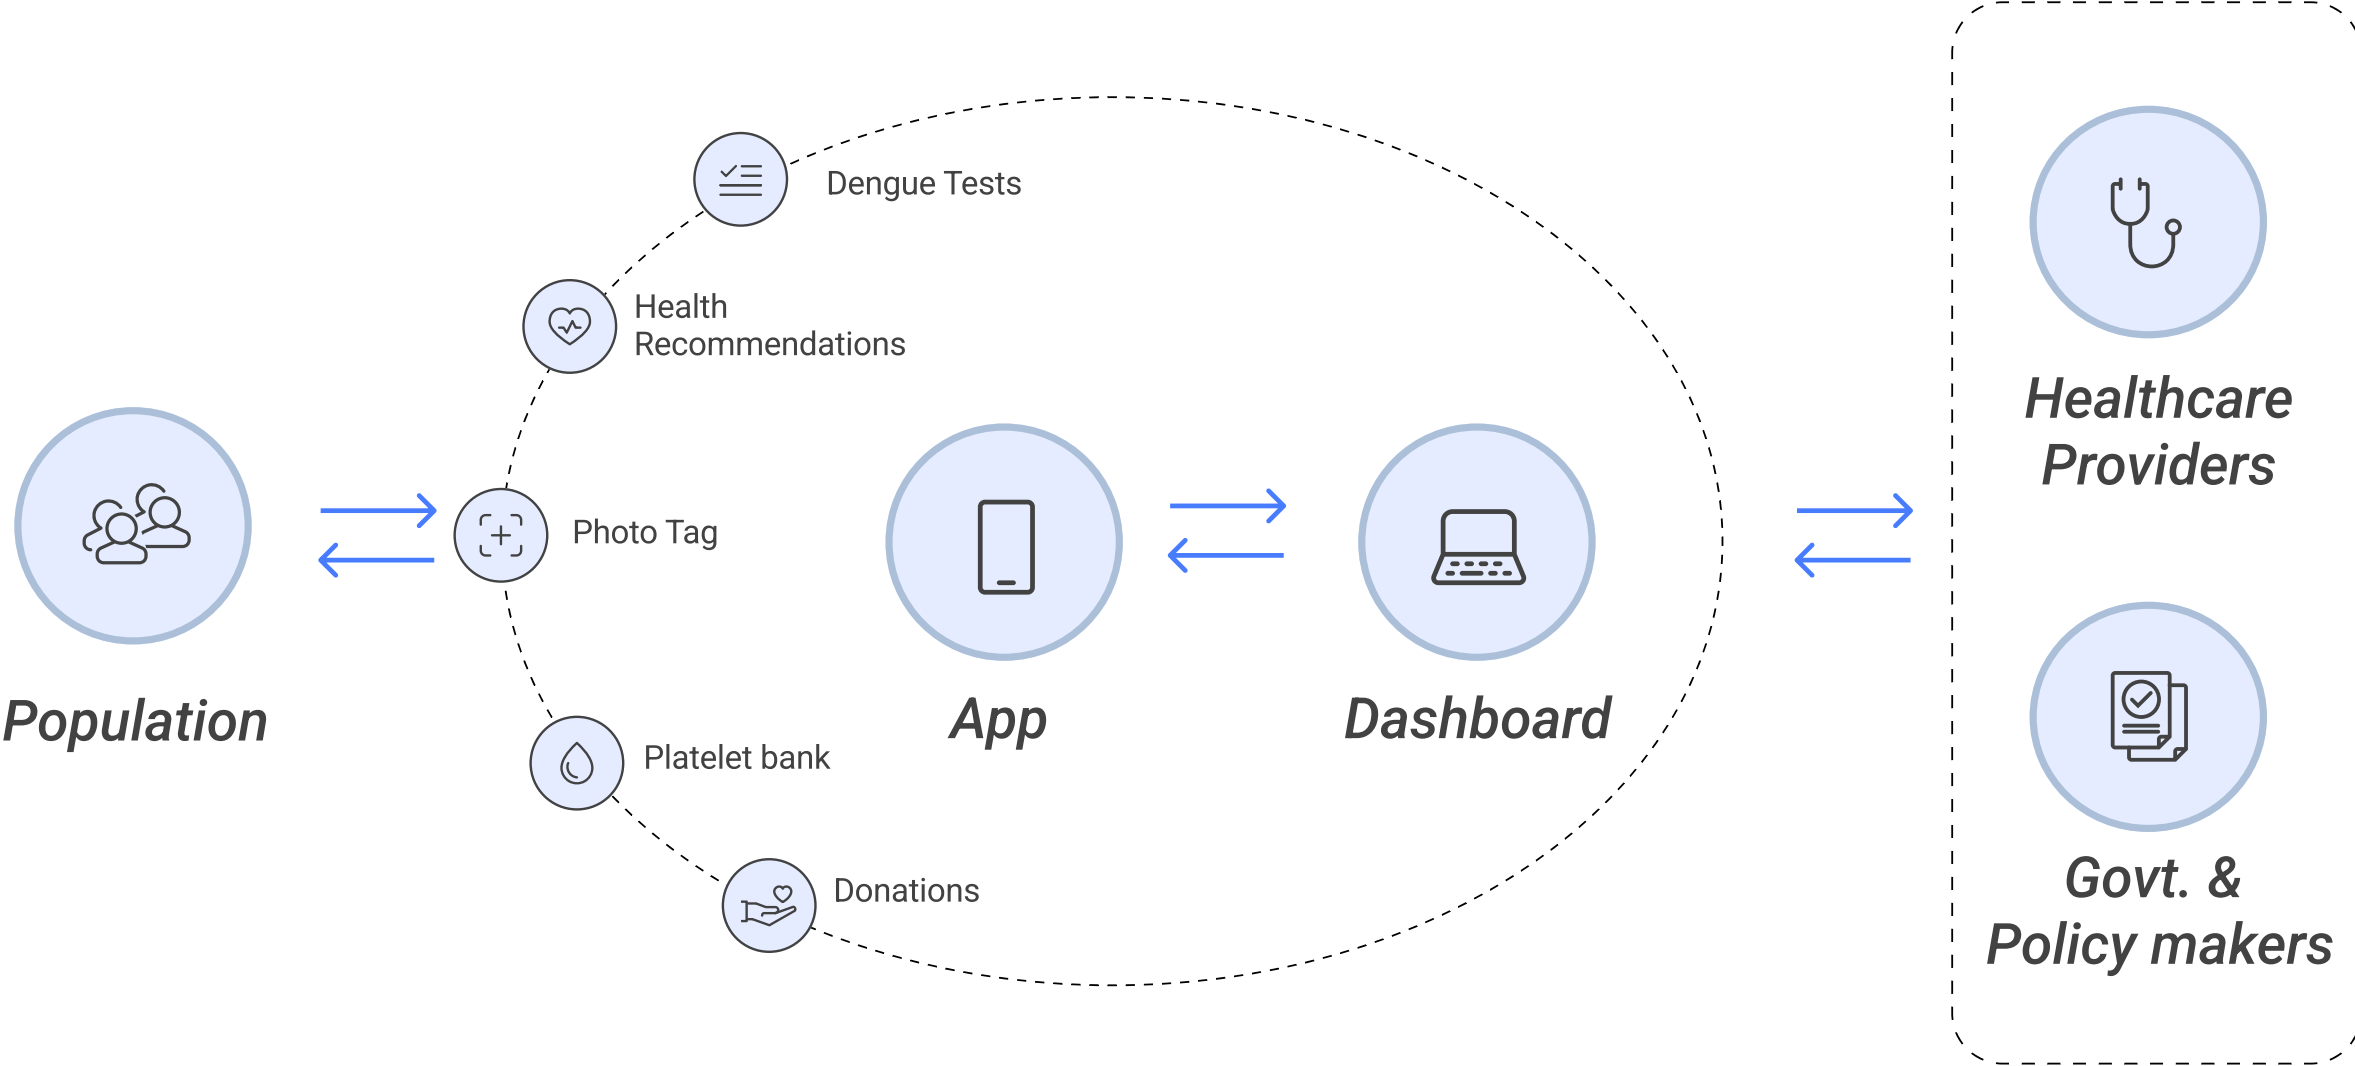 Dengue Tests
Health
Recommendations
Photo Tag
Platelet bank
Donations
Population
App
Dashboard
Healthcare
Providers
Govt. &
Policy makers